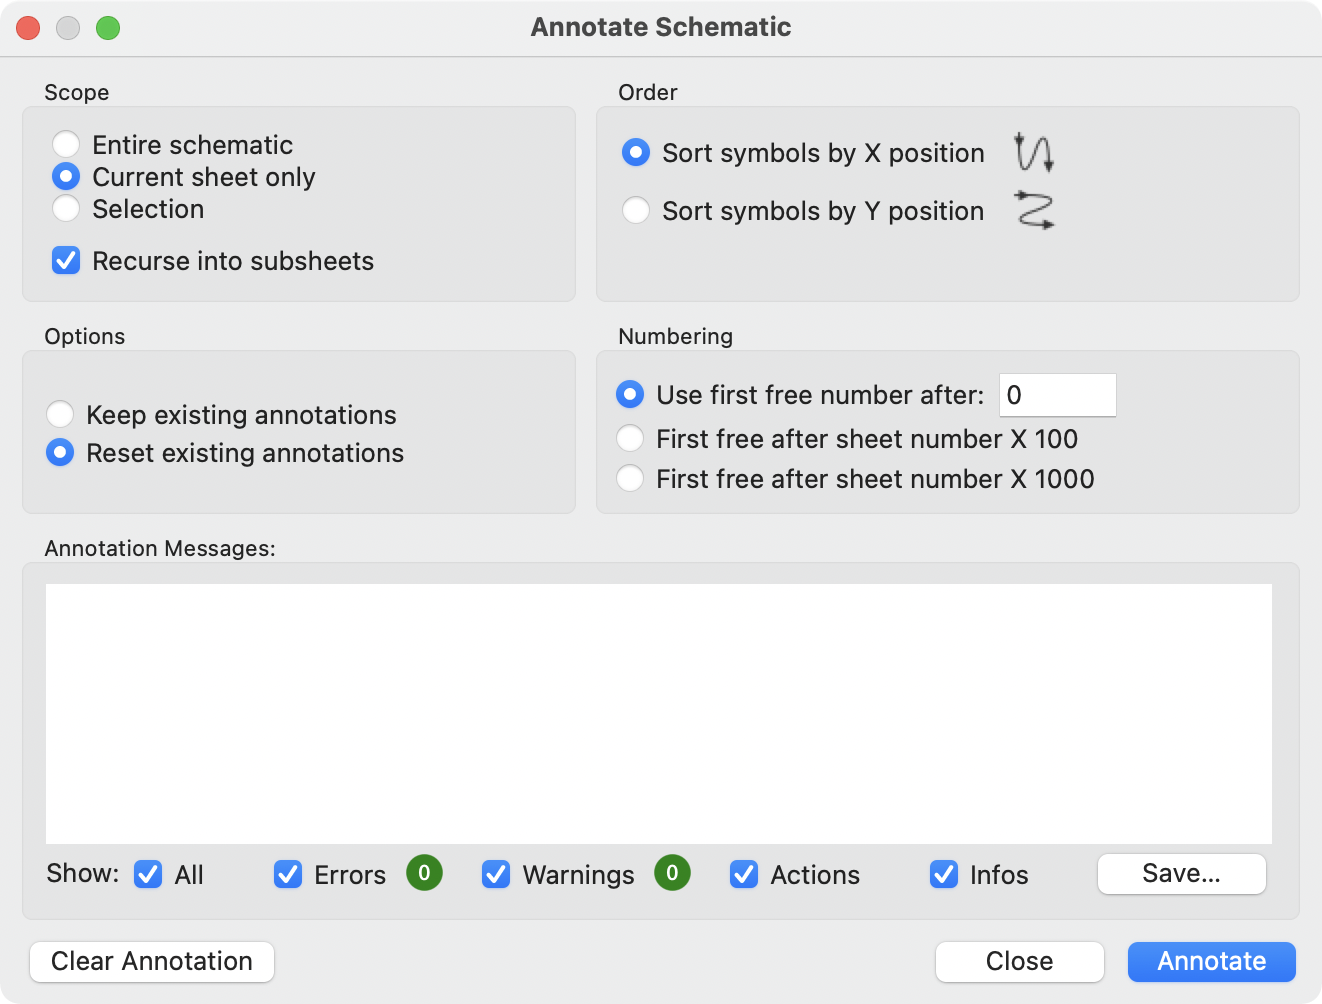 Annotate Schematic
Scope
Entire schematic
Current sheet only
Selection
Recurse into subsheets
Order
Sort symbols by X position
Sort symbols by Y position
Options
Keep existing annotations
Reset existing annotations
Numbering
Use first free number after: 0
First free after sheet number X 100
First free after sheet number X 1000
Annotation Messages:
Show: All Errors 0 Warnings 0 Actions Infos Save...
Clear Annotation Close Annotate